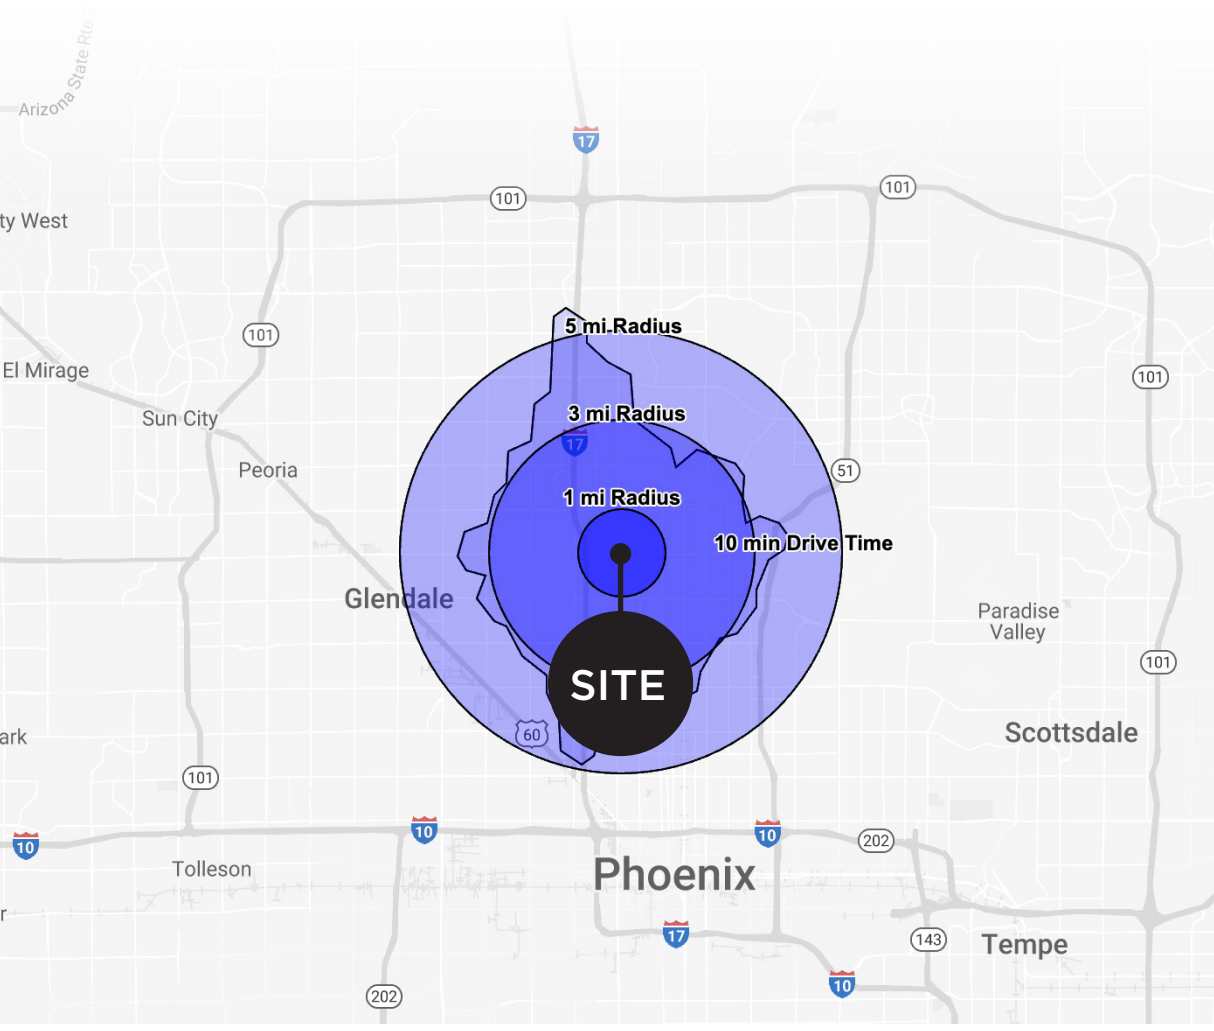 Arizona State Rte 3
17
101
101
ty West
101
5 mi Radius
El Mirage
101
3 mi Radius
Sun City
17
Peoria
51
1 mi Radius
10 min Drive Time
Glendale
Paradise
Valley
101
SITE
Scottsdale
60
ark
101
10
10
10
202
Tolleson
Phoenix
r
17
143
Tempe
10
202